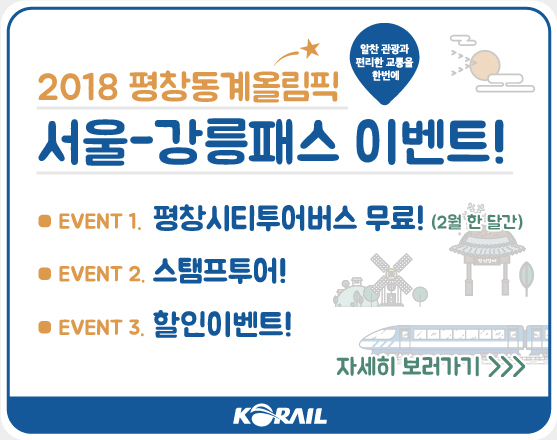 알찬 관광과
편리한 교통을
한번에
2018 평창동계올림픽
서울-강릉패스 이벤트!
EVENT 1. 평창시티투어버스 무료! (2월 한 달간)
EVENT 2. 스탬프투어!
EVENT 3. 할인이벤트!
자세히 보러가기 >>>
KORAIL